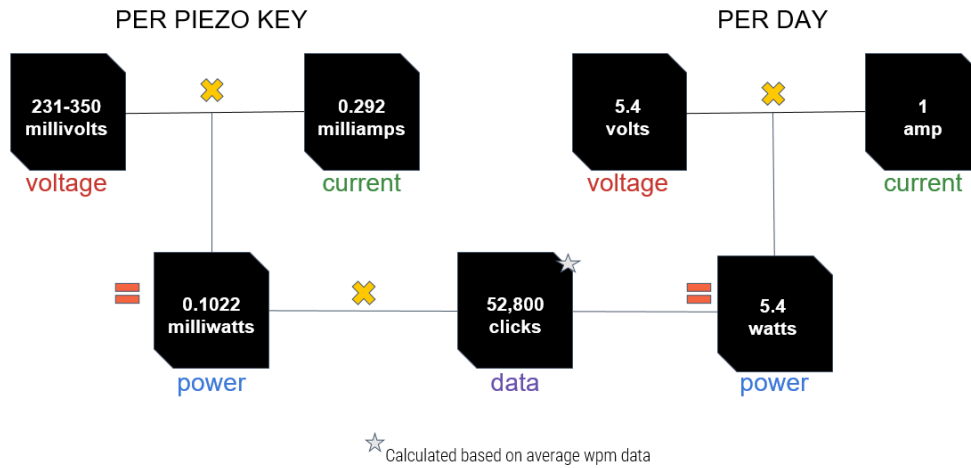 PER PIEZO KEY
PER DAY
231-350
millivolts
0.292
milliamps
5.4
volts
1
amp
voltage
current
voltage
current
0.1022
milliwatts
52,800
clicks
5.4
watts
power
data
power
Calculated based on average wpm data